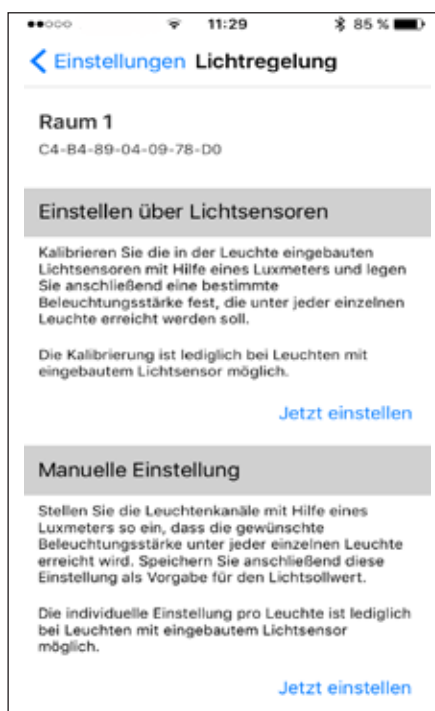 11:29 85 %
Einstellungen Lichtregelung
Raum 1
C4-B4-89-04-09-78-D0
Einstellen über Lichtsensoren
Kalibrieren Sie die in der Leuchte eingebauten
Lichtsensoren mit Hilfe eines Luxmeters und legen
Sie anschließend eine bestimmte
Beleuchtungsstärke fest, die unter jeder einzelnen
Leuchte erreicht werden soll.
Die Kalibrierung ist lediglich bei Leuchten mit
eingebautem Lichtsensor möglich.
Jetzt einstellen
Manuelle Einstellung
Stellen Sie die Leuchtenkanäle mit Hilfe eines
Luxmeters so ein, dass die gewünschte
Beleuchtungsstärke unter jeder einzelnen Leuchte
erreicht wird. Speichern Sie anschließend diese
Einstellung als Vorgabe für den Lichtsollwert.
Die individuelle Einstellung pro Leuchte ist lediglich
bei Leuchten mit eingebautem Lichtsensor
möglich.
Jetzt einstellen